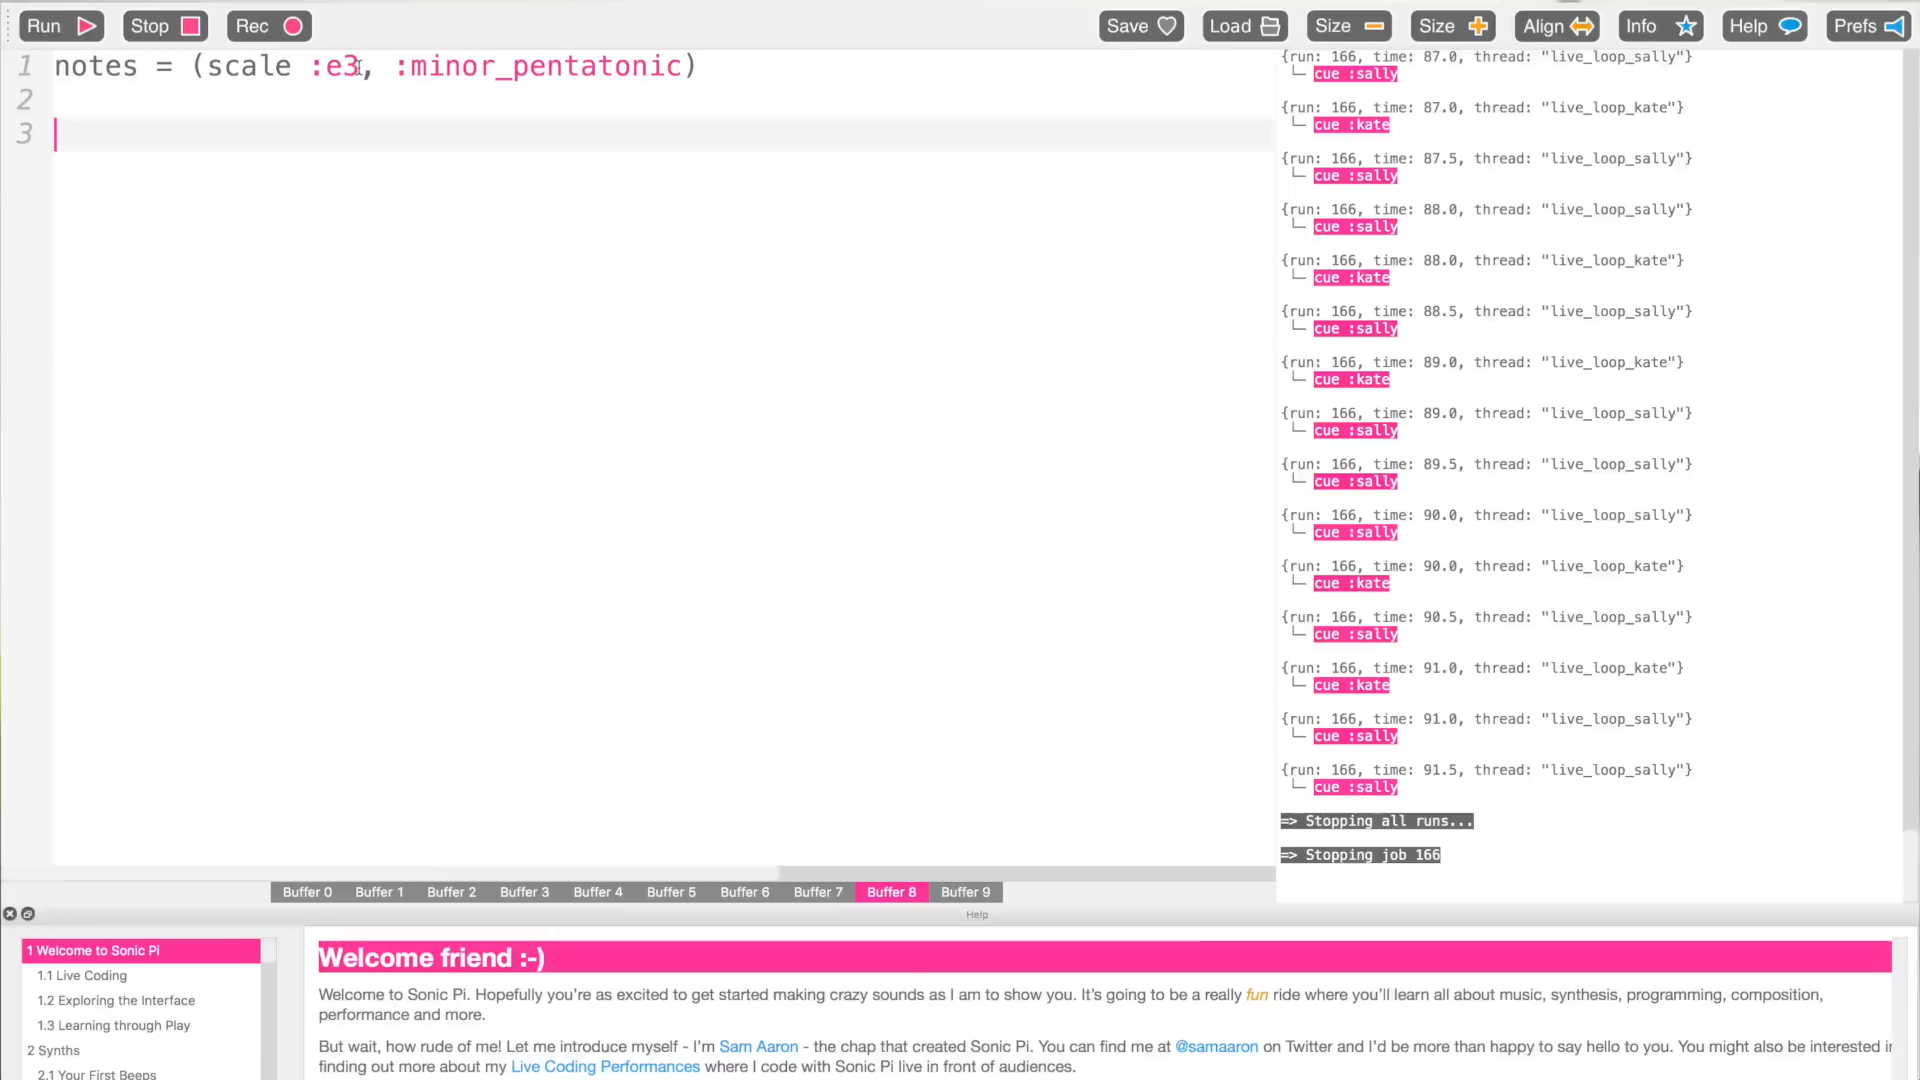 Run Stop Rec Save Load Size Size Align Info Help Prefs
1 notes = (scale :e3, :minor_pentatonic)
2
3
{run: 166, time: 87.0, thread: "live_loop_sally"}
└─ cue :sally
{run: 166, time: 87.0, thread: "live_loop_kate"}
└─ cue :kate
{run: 166, time: 87.5, thread: "live_loop_sally"}
└─ cue :sally
{run: 166, time: 88.0, thread: "live_loop_sally"}
└─ cue :sally
{run: 166, time: 88.0, thread: "live_loop_kate"}
└─ cue :kate
{run: 166, time: 88.5, thread: "live_loop_sally"}
└─ cue :sally
{run: 166, time: 89.0, thread: "live_loop_kate"}
└─ cue :kate
{run: 166, time: 89.0, thread: "live_loop_sally"}
└─ cue :sally
{run: 166, time: 89.5, thread: "live_loop_sally"}
└─ cue :sally
{run: 166, time: 90.0, thread: "live_loop_sally"}
└─ cue :sally
{run: 166, time: 90.0, thread: "live_loop_kate"}
└─ cue :kate
{run: 166, time: 90.5, thread: "live_loop_sally"}
└─ cue :sally
{run: 166, time: 91.0, thread: "live_loop_kate"}
└─ cue :kate
{run: 166, time: 91.0, thread: "live_loop_sally"}
└─ cue :sally
{run: 166, time: 91.5, thread: "live_loop_sally"}
└─ cue :sally
=> Stopping all runs...
=> Stopping job 166
Buffer 0 Buffer 1 Buffer 2 Buffer 3 Buffer 4 Buffer 5 Buffer 6 Buffer 7 Buffer 8 Buffer 9
Help
1 Welcome to Sonic Pi
1.1 Live Coding
1.2 Exploring the Interface
1.3 Learning through Play
2 Synths
2.1 Your First Beeps
Welcome friend :-)
Welcome to Sonic Pi. Hopefully you're as excited to get started making crazy sounds as I am to show you. It's going to be a really fun ride where you'll learn all about music, synthesis, programming, composition,
performance and more.
But wait, how rude of me! Let me introduce myself - I'm Sam Aaron - the chap that created Sonic Pi. You can find me at @samaaron on Twitter and I'd be more than happy to say hello to you. You might also be interested in
finding out more about my Live Coding Performances where I code with Sonic Pi live in front of audiences.